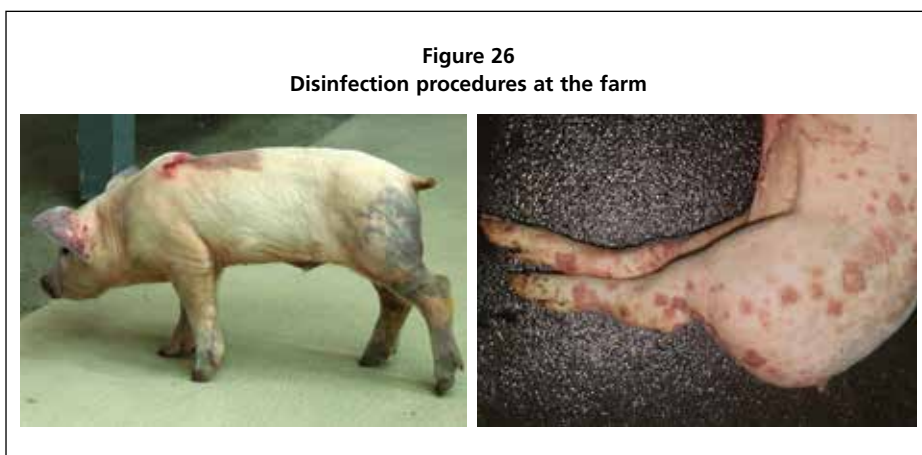 Figure 26
Disinfection procedures at the farm